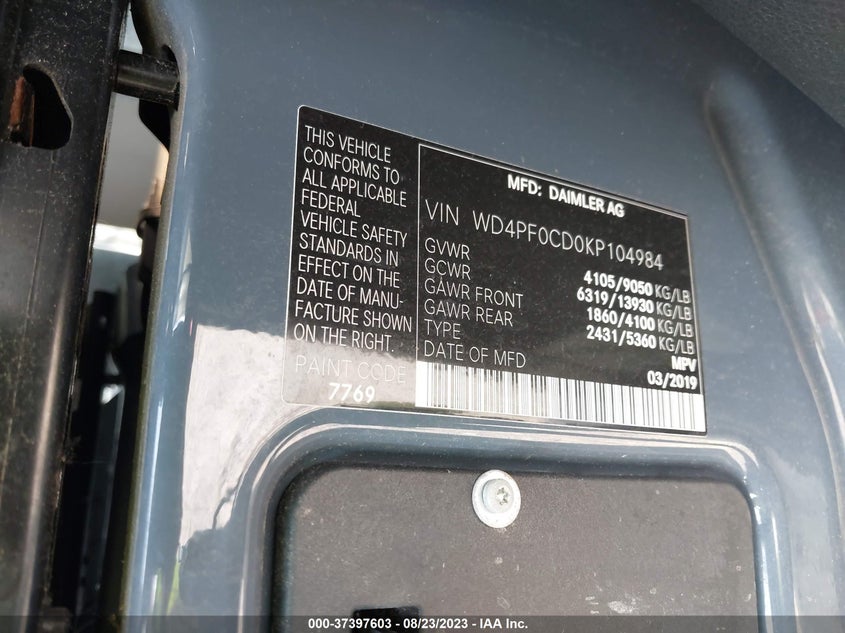 THIS VEHICLE
CONFORMS TO
ALL APPLICABLE
FEDERAL
VEHICLE SAFETY
STANDARDS IN
EFFECT ON THE
DATE OF MANU-
FACTURE SHOWN
ON THE RIGHT.
PAINT CODE
7769
MFD: DAIMLER AG
VIN WD4PF0CD0KP104984
GVWR 4105/9050 KG/LB
GCWR 6319/13930 KG/LB
GAWR FRONT 1860/4100 KG/LB
GAWR REAR 2431/5360 KG/LB
TYPE MPV
DATE OF MFD 03/2019
000-37397603 / 08/23/2023 - IAA Inc.